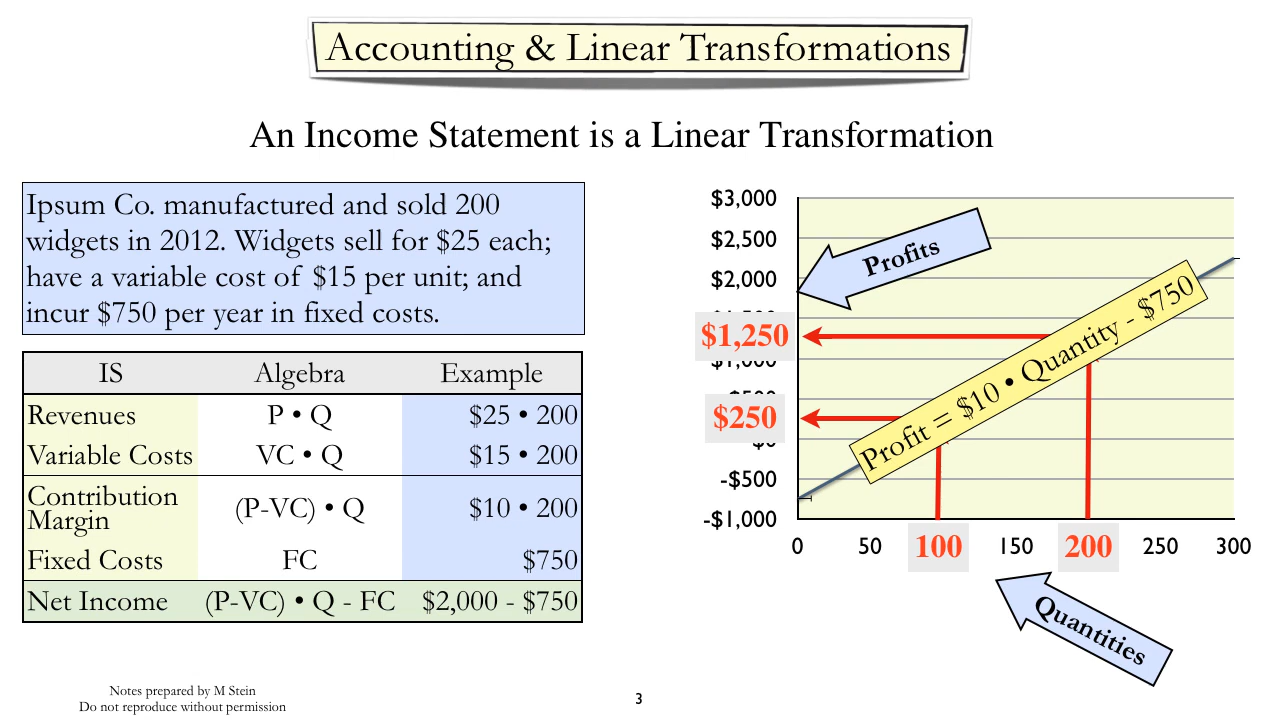 Accounting & Linear Transformations
An Income Statement is a Linear Transformation
Ipsum Co. manufactured and sold 200
widgets in 2012. Widgets sell for $25 each;
have a variable cost of $15 per unit; and
incur $750 per year in fixed costs.
IS Algebra Example
Revenues P • Q $25 • 200
Variable Costs VC • Q $15 • 200
Contribution
Margin (P-VC) • Q $10 • 200
Fixed Costs FC $750
Net Income (P-VC) • Q - FC $2,000 - $750
$3,000
$2,500
$2,000
$1,250
$1,000
$250
$0
-$500
-$1,000
Profits
Profit = $10 • Quantity - $750
0 50 100 150 200 250 300
Quantities
Notes prepared by M Stein
Do not reproduce without permission
3